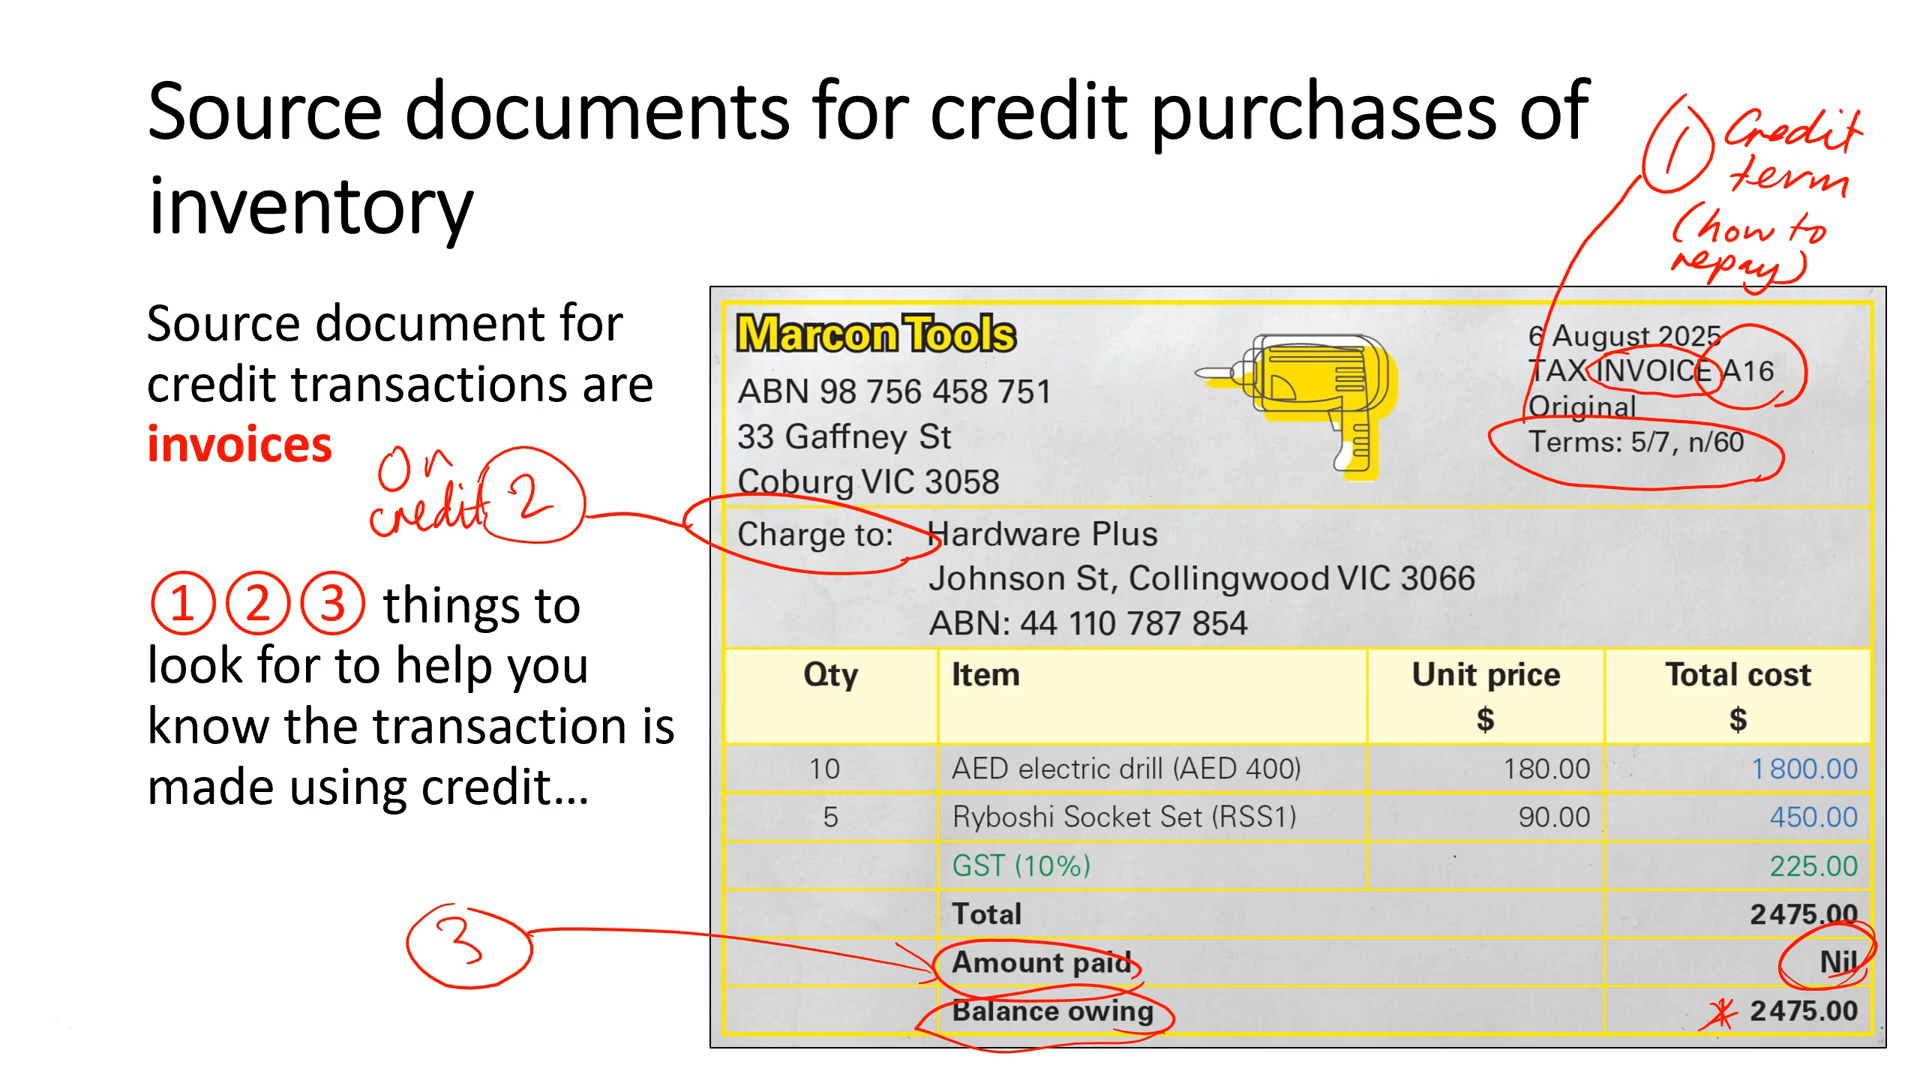 Source documents for credit purchases of
inventory
1 Credit
term
(how to
repay)
Source document for
credit transactions are
invoices
On
credit 2
① ② ③ things to
look for to help you
know the transaction is
made using credit...
3
Marcon Tools
ABN 98 756 458 751
33 Gaffney St
Coburg VIC 3058
6 August 2025
TAX INVOICE A16
Original
Terms: 5/7, n/60
Charge to: Hardware Plus
Johnson St, Collingwood VIC 3066
ABN: 44 110 787 854
Qty Item Unit price Total cost
$ $
10 AED electric drill (AED 400) 180.00 1 800.00
5 Ryboshi Socket Set (RSS1) 90.00 450.00
GST (10%) 225.00
Total 2 475.00
Amount paid Nil
Balance owing * 2 475.00